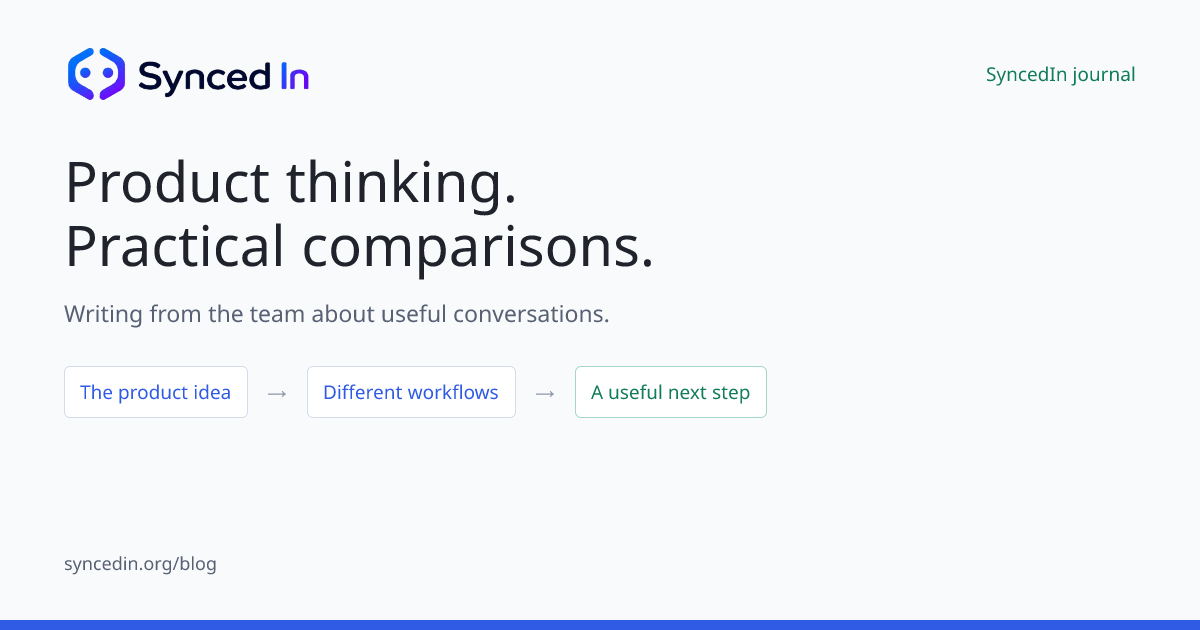 Synced In
SyncedIn journal
Product thinking.
Practical comparisons.
Writing from the team about useful conversations.
The product idea → Different workflows → A useful next step
syncedin.org/blog